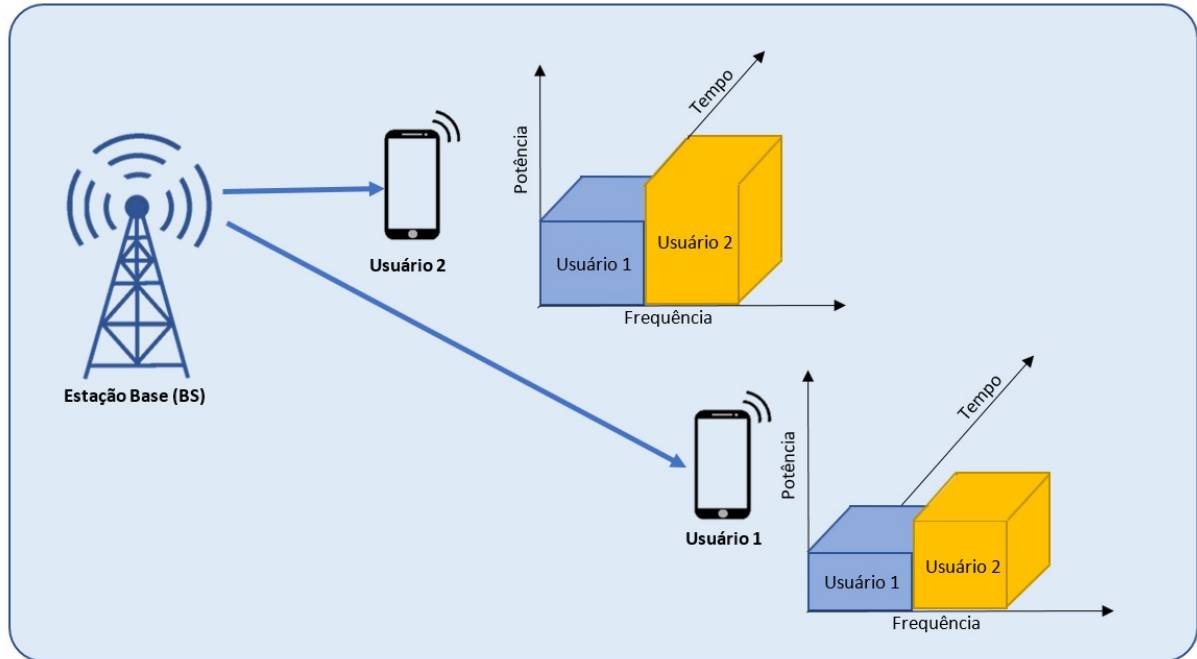 Estação Base (BS)
Usuário 2
Potência
Tempo
Usuário 1
Usuário 2
Frequência
Usuário 1
Potência
Tempo
Usuário 1
Usuário 2
Frequência